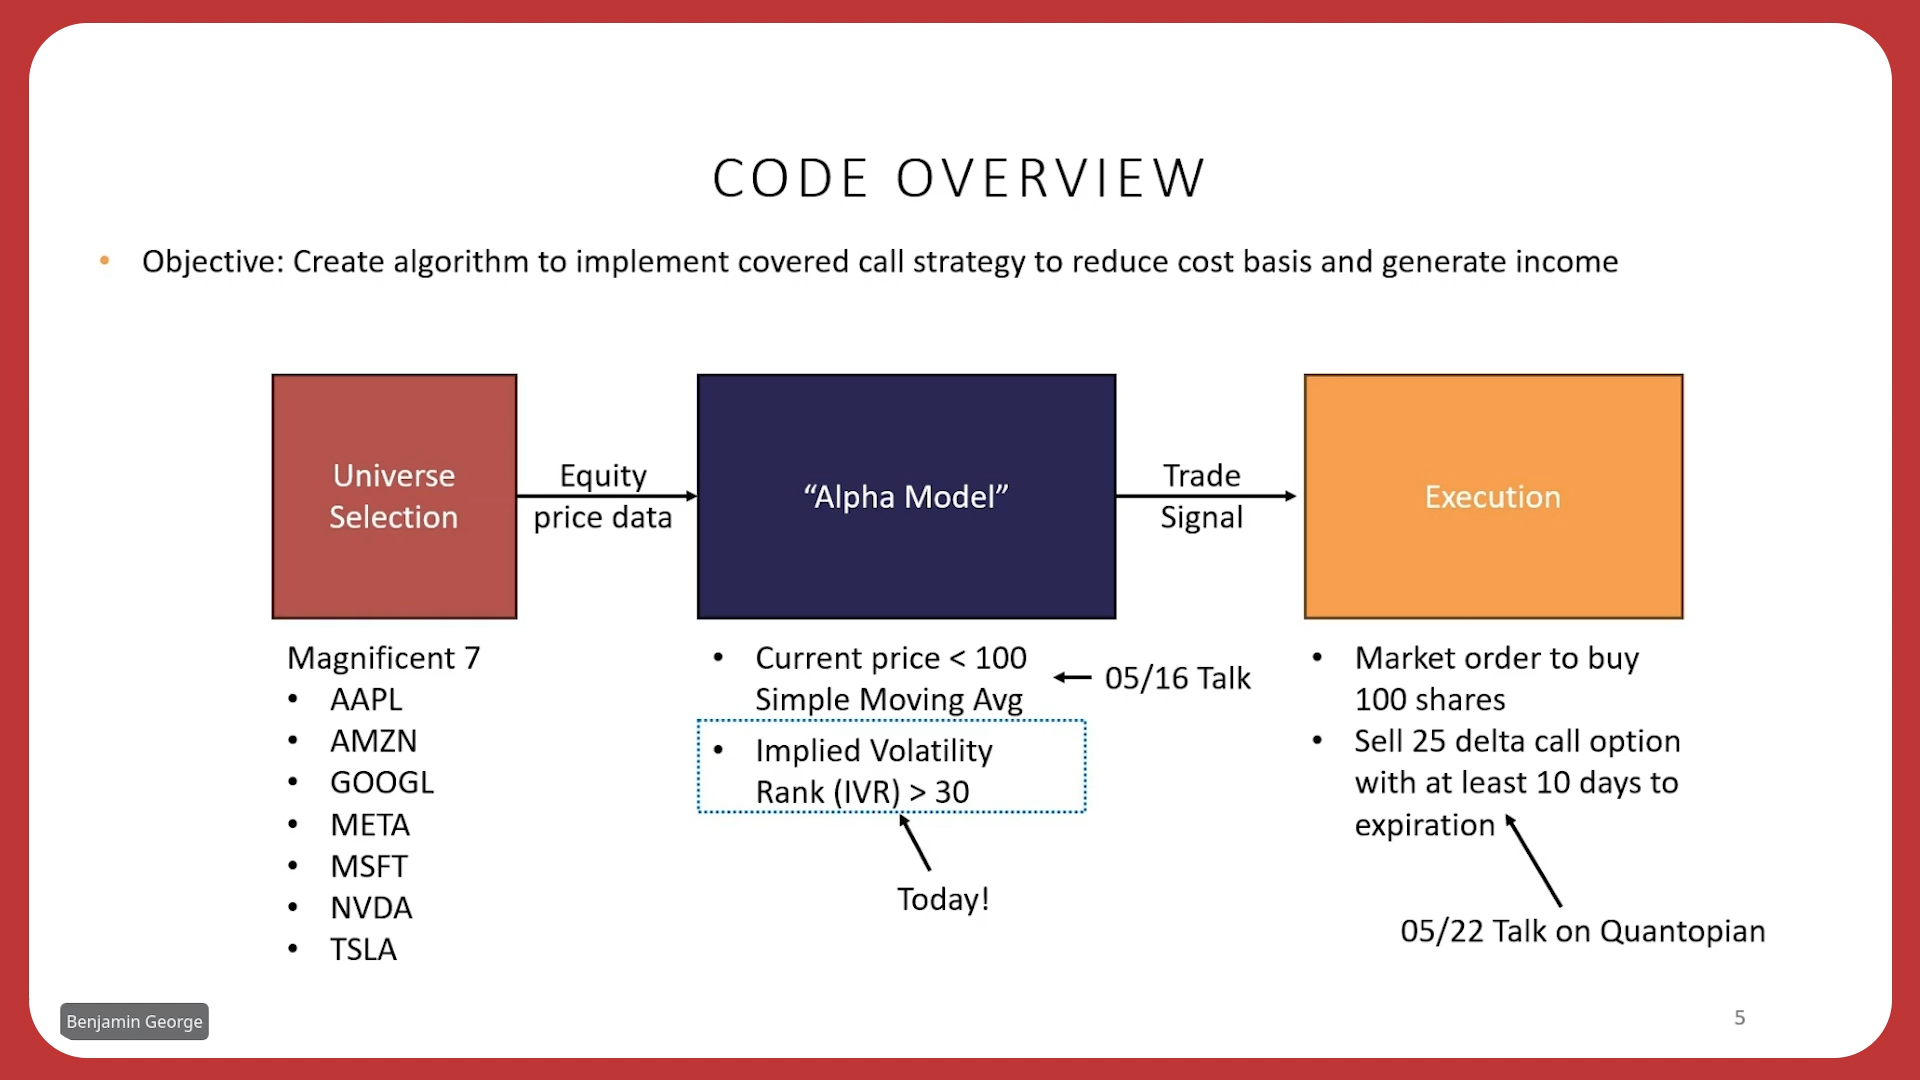 CODE OVERVIEW
• Objective: Create algorithm to implement covered call strategy to reduce cost basis and generate income
Universe
Selection
Equity
price data
“Alpha Model”
Trade
Signal
Execution
Magnificent 7
• AAPL
• AMZN
• GOOGL
• META
• MSFT
• NVDA
• TSLA
• Current price < 100
Simple Moving Avg
05/16 Talk
• Implied Volatility
Rank (IVR) > 30
Today!
• Market order to buy
100 shares
• Sell 25 delta call option
with at least 10 days to
expiration
05/22 Talk on Quantopian
Benjamin George
5